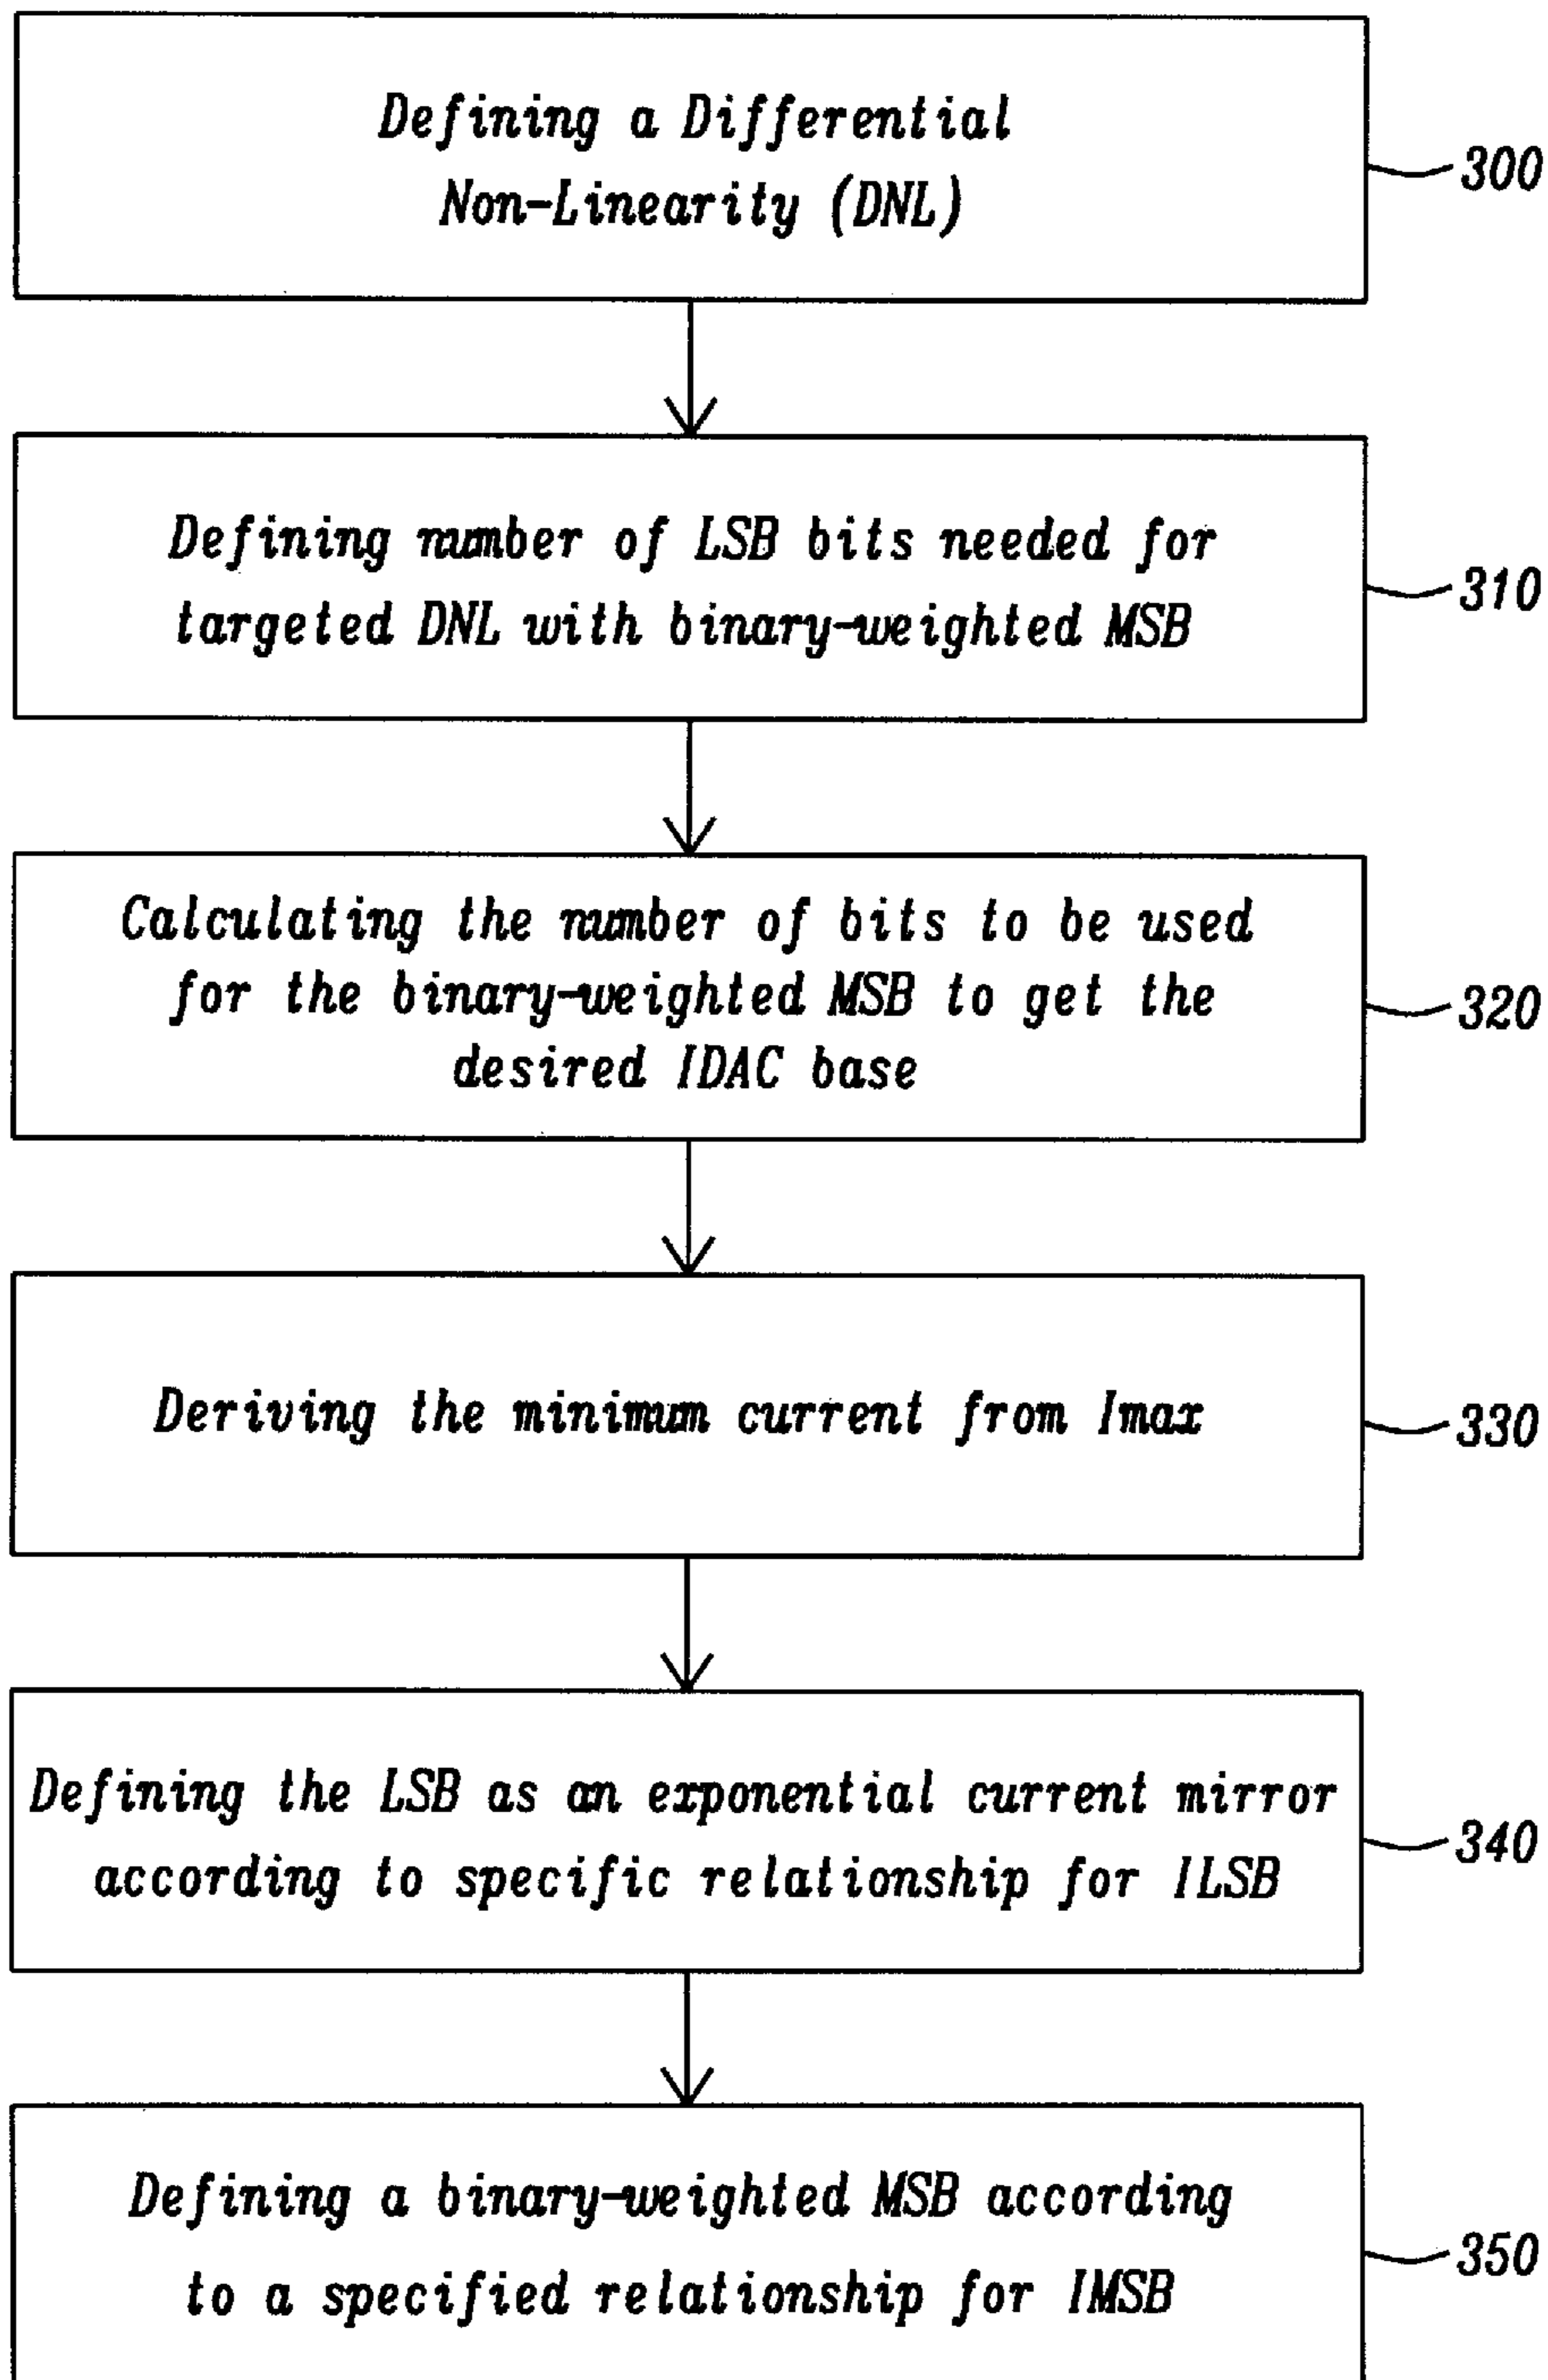 Defining a Differential
Non-Linearity (DNL)
300
Defining number of LSB bits needed for
targeted DNL with binary-weighted MSB
310
Calculating the number of bits to be used
for the binary-weighted MSB to get the
desired IDAC base
320
Deriving the minimum current from Imax
330
Defining the LSB as an exponential current mirror
according to specific relationship for ILSB
340
Defining a binary-weighted MSB according
to a specified relationship for IMSB
350